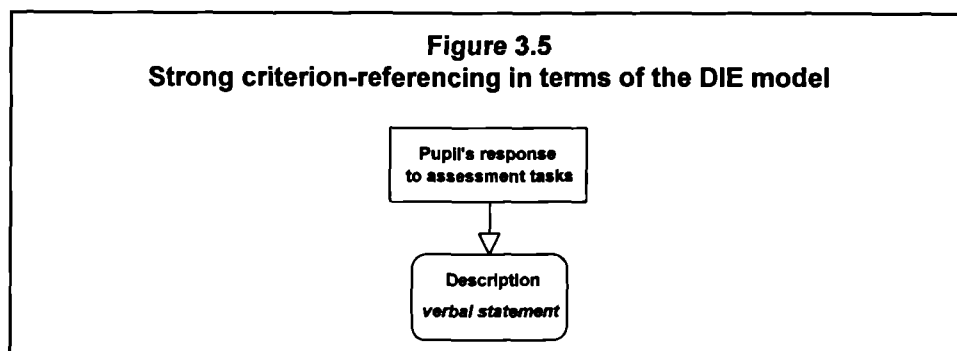 Figure 3.5
Strong criterion-referencing in terms of the DIE model
Pupil's response
to assessment tasks
Description
verbal statement